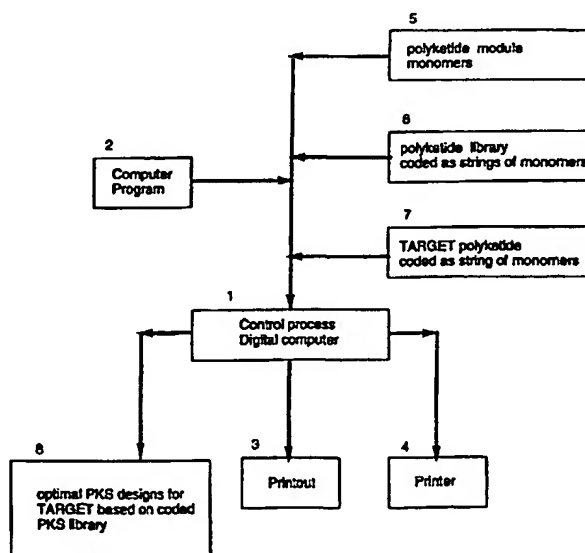 5
polyketide module
monomers
6
polyketide library
coded as strings of monomers
2
Computer
Program
7
TARGET polyketide
coded as string of monomers
1
Control process
Digital computer
8
optimal PKS designs for
TARGET based on coded
PKS library
3
Printout
4
Printer